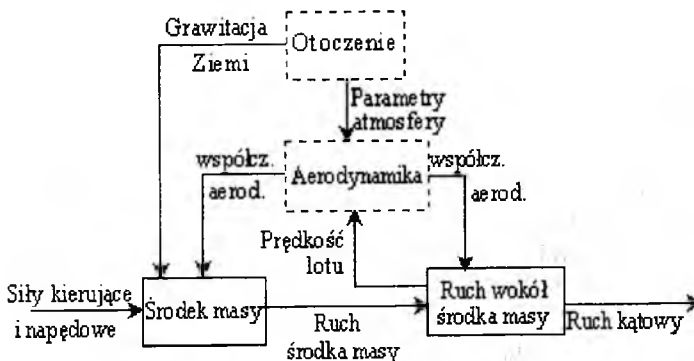 Grawitacja
Ziemi
Otoczenie
Parametry
atmosfery
współcz.
aerod.
Aerodynamika
współcz.
aerod.
Prędkość
lotu
Siły kierujące
i napędowe
Środek masy
Ruch
środka masy
Ruch wokół
środka masy
Ruch kątowy